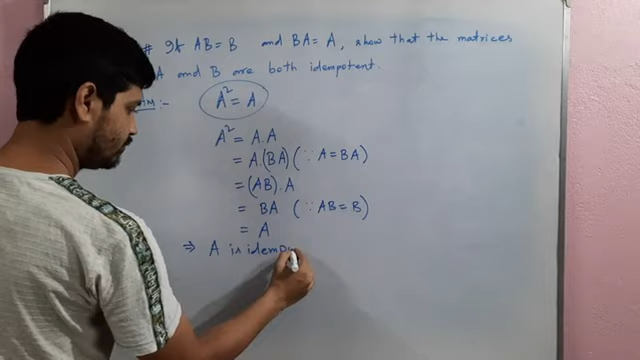 # If AB = B and BA = A, show that the matrices
A and B are both idempotent.
:-
A² = A
A² = A.A
= A.(BA) (∵ A = BA)
= (AB).A
= BA (∵ AB = B)
= A
⇒ A is idemp